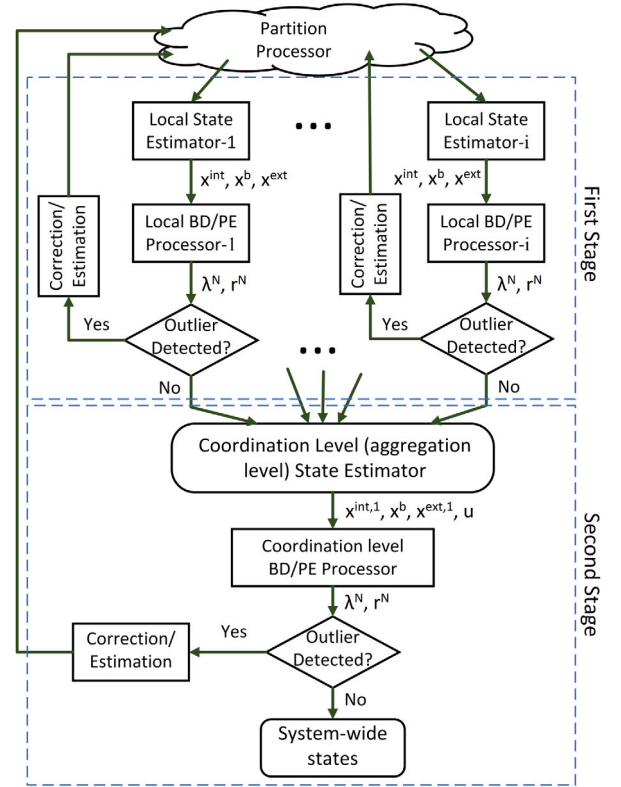 Partition
Processor
Local State
Estimator-1
...
Local State
Estimator-i
x^int, x^b, x^ext
x^int, x^b, x^ext
Correction/
Estimation
Local BD/PE
Processor-1
Correction/
Estimation
Local BD/PE
Processor-i
First Stage
λ^N, r^N
λ^N, r^N
Yes
Outlier
Detected?
Yes
Outlier
Detected?
...
No
No
Coordination Level (aggregation
level) State Estimator
x^int,1, x^b, x^ext,1, u
Coordination level
BD/PE Processor
Second Stage
λ^N, r^N
Correction/
Estimation
Yes
Outlier
Detected?
No
System-wide
states